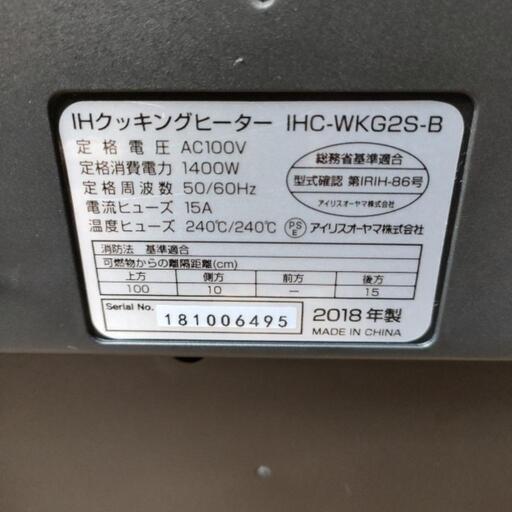 IHクッキングヒーター IHC-WKG2S-B
定格電圧 AC100V
定格消費電力 1400W
定格周波数 50/60Hz
電流ヒューズ 15A
温度ヒューズ 240℃/240℃
総務省基準適合
型式確認 第IRIH-86号
アイリスオーヤマ株式会社
PS
E アイリスオーヤマ株式会社
消防法 基準適合
可燃物からの離隔距離(cm)
上方 側方 前方 後方
100 10 — 15
Serial No. 181006495
2018年製
MADE IN CHINA